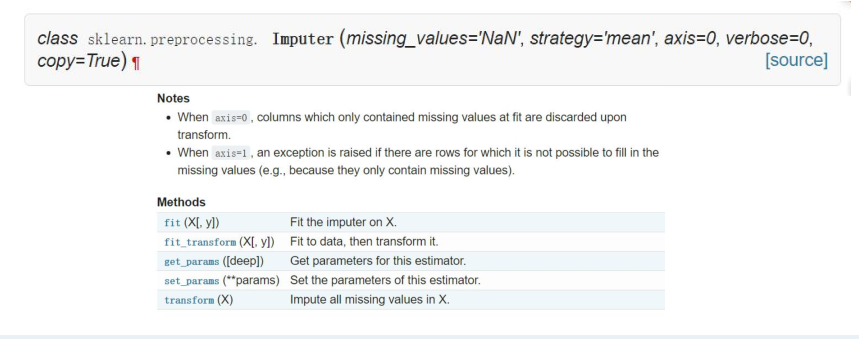 class sklearn.preprocessing. Imputer (missing_values='NaN', strategy='mean', axis=0, verbose=0,
copy=True) ¶ [source]
Notes
• When axis=0 , columns which only contained missing values at fit are discarded upon
transform.
• When axis=1 , an exception is raised if there are rows for which it is not possible to fill in the
missing values (e.g., because they only contain missing values).
Methods
fit (X[, y]) Fit the imputer on X.
fit_transform (X[, y]) Fit to data, then transform it.
get_params ([deep]) Get parameters for this estimator.
set_params (**params) Set the parameters of this estimator.
transform (X) Impute all missing values in X.